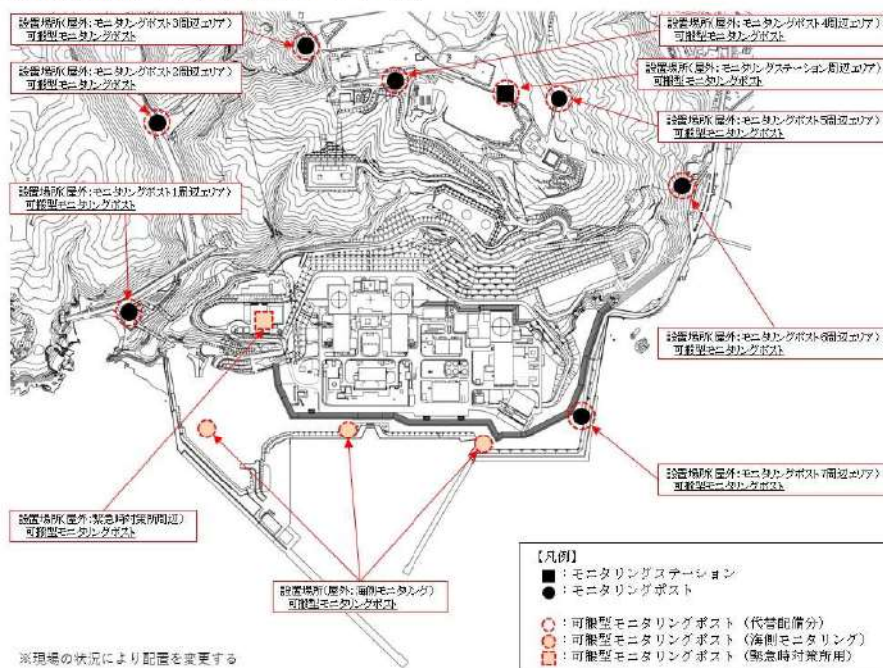 設置場所(屋外:モニタリングポスト3周辺エリア)
可搬型モニタリングポスト
設置場所(屋外:モニタリングポスト4周辺エリア)
可搬型モニタリングポスト
設置場所(屋外:モニタリングポスト2周辺エリア)
可搬型モニタリングポスト
設置場所(屋外:モニタリングステーション周辺エリア)
可搬型モニタリングポスト
設置場所(屋外:モニタリングポスト5周辺エリア)
可搬型モニタリングポスト
設置場所(屋外:モニタリングポスト1周辺エリア)
可搬型モニタリングポスト
設置場所(屋外:モニタリングポスト6周辺エリア)
可搬型モニタリングポスト
設置場所(屋外:モニタリングポスト7周辺エリア)
可搬型モニタリングポスト
設置場所(屋外:緊急時対策所周辺)
可搬型モニタリングポスト
設置場所(屋外:海側モニタリング)
可搬型モニタリングポスト
【凡例】
■:モニタリングステーション
●:モニタリングポスト
:可搬型モニタリングポスト(代替配備分)
:可搬型モニタリングポスト(海側モニタリング)
:可搬型モニタリングポスト(緊急時対策所用)
※現場の状況により配置を変更する